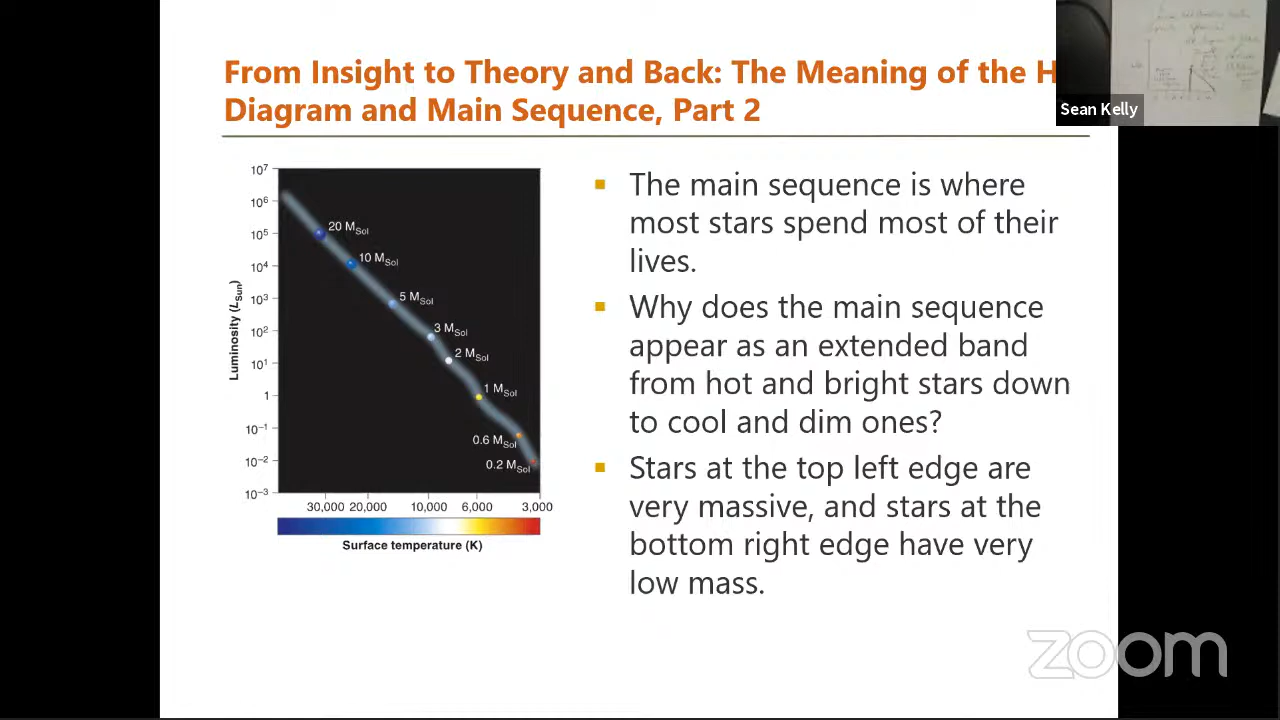 From Insight to Theory and Back: The Meaning of the H
Diagram and Main Sequence, Part 2
Sean Kelly
10⁷
10⁶
10⁵
10⁴
10³
10²
10¹
1
10⁻¹
10⁻²
10⁻³
Luminosity (L_Sun)
20 M_Sol
10 M_Sol
5 M_Sol
3 M_Sol
2 M_Sol
1 M_Sol
0.6 M_Sol
0.2 M_Sol
30,000 20,000 10,000 6,000 3,000
Surface temperature (K)
▪ The main sequence is where
most stars spend most of their
lives.
▪ Why does the main sequence
appear as an extended band
from hot and bright stars down
to cool and dim ones?
▪ Stars at the top left edge are
very massive, and stars at the
bottom right edge have very
low mass.
zoom